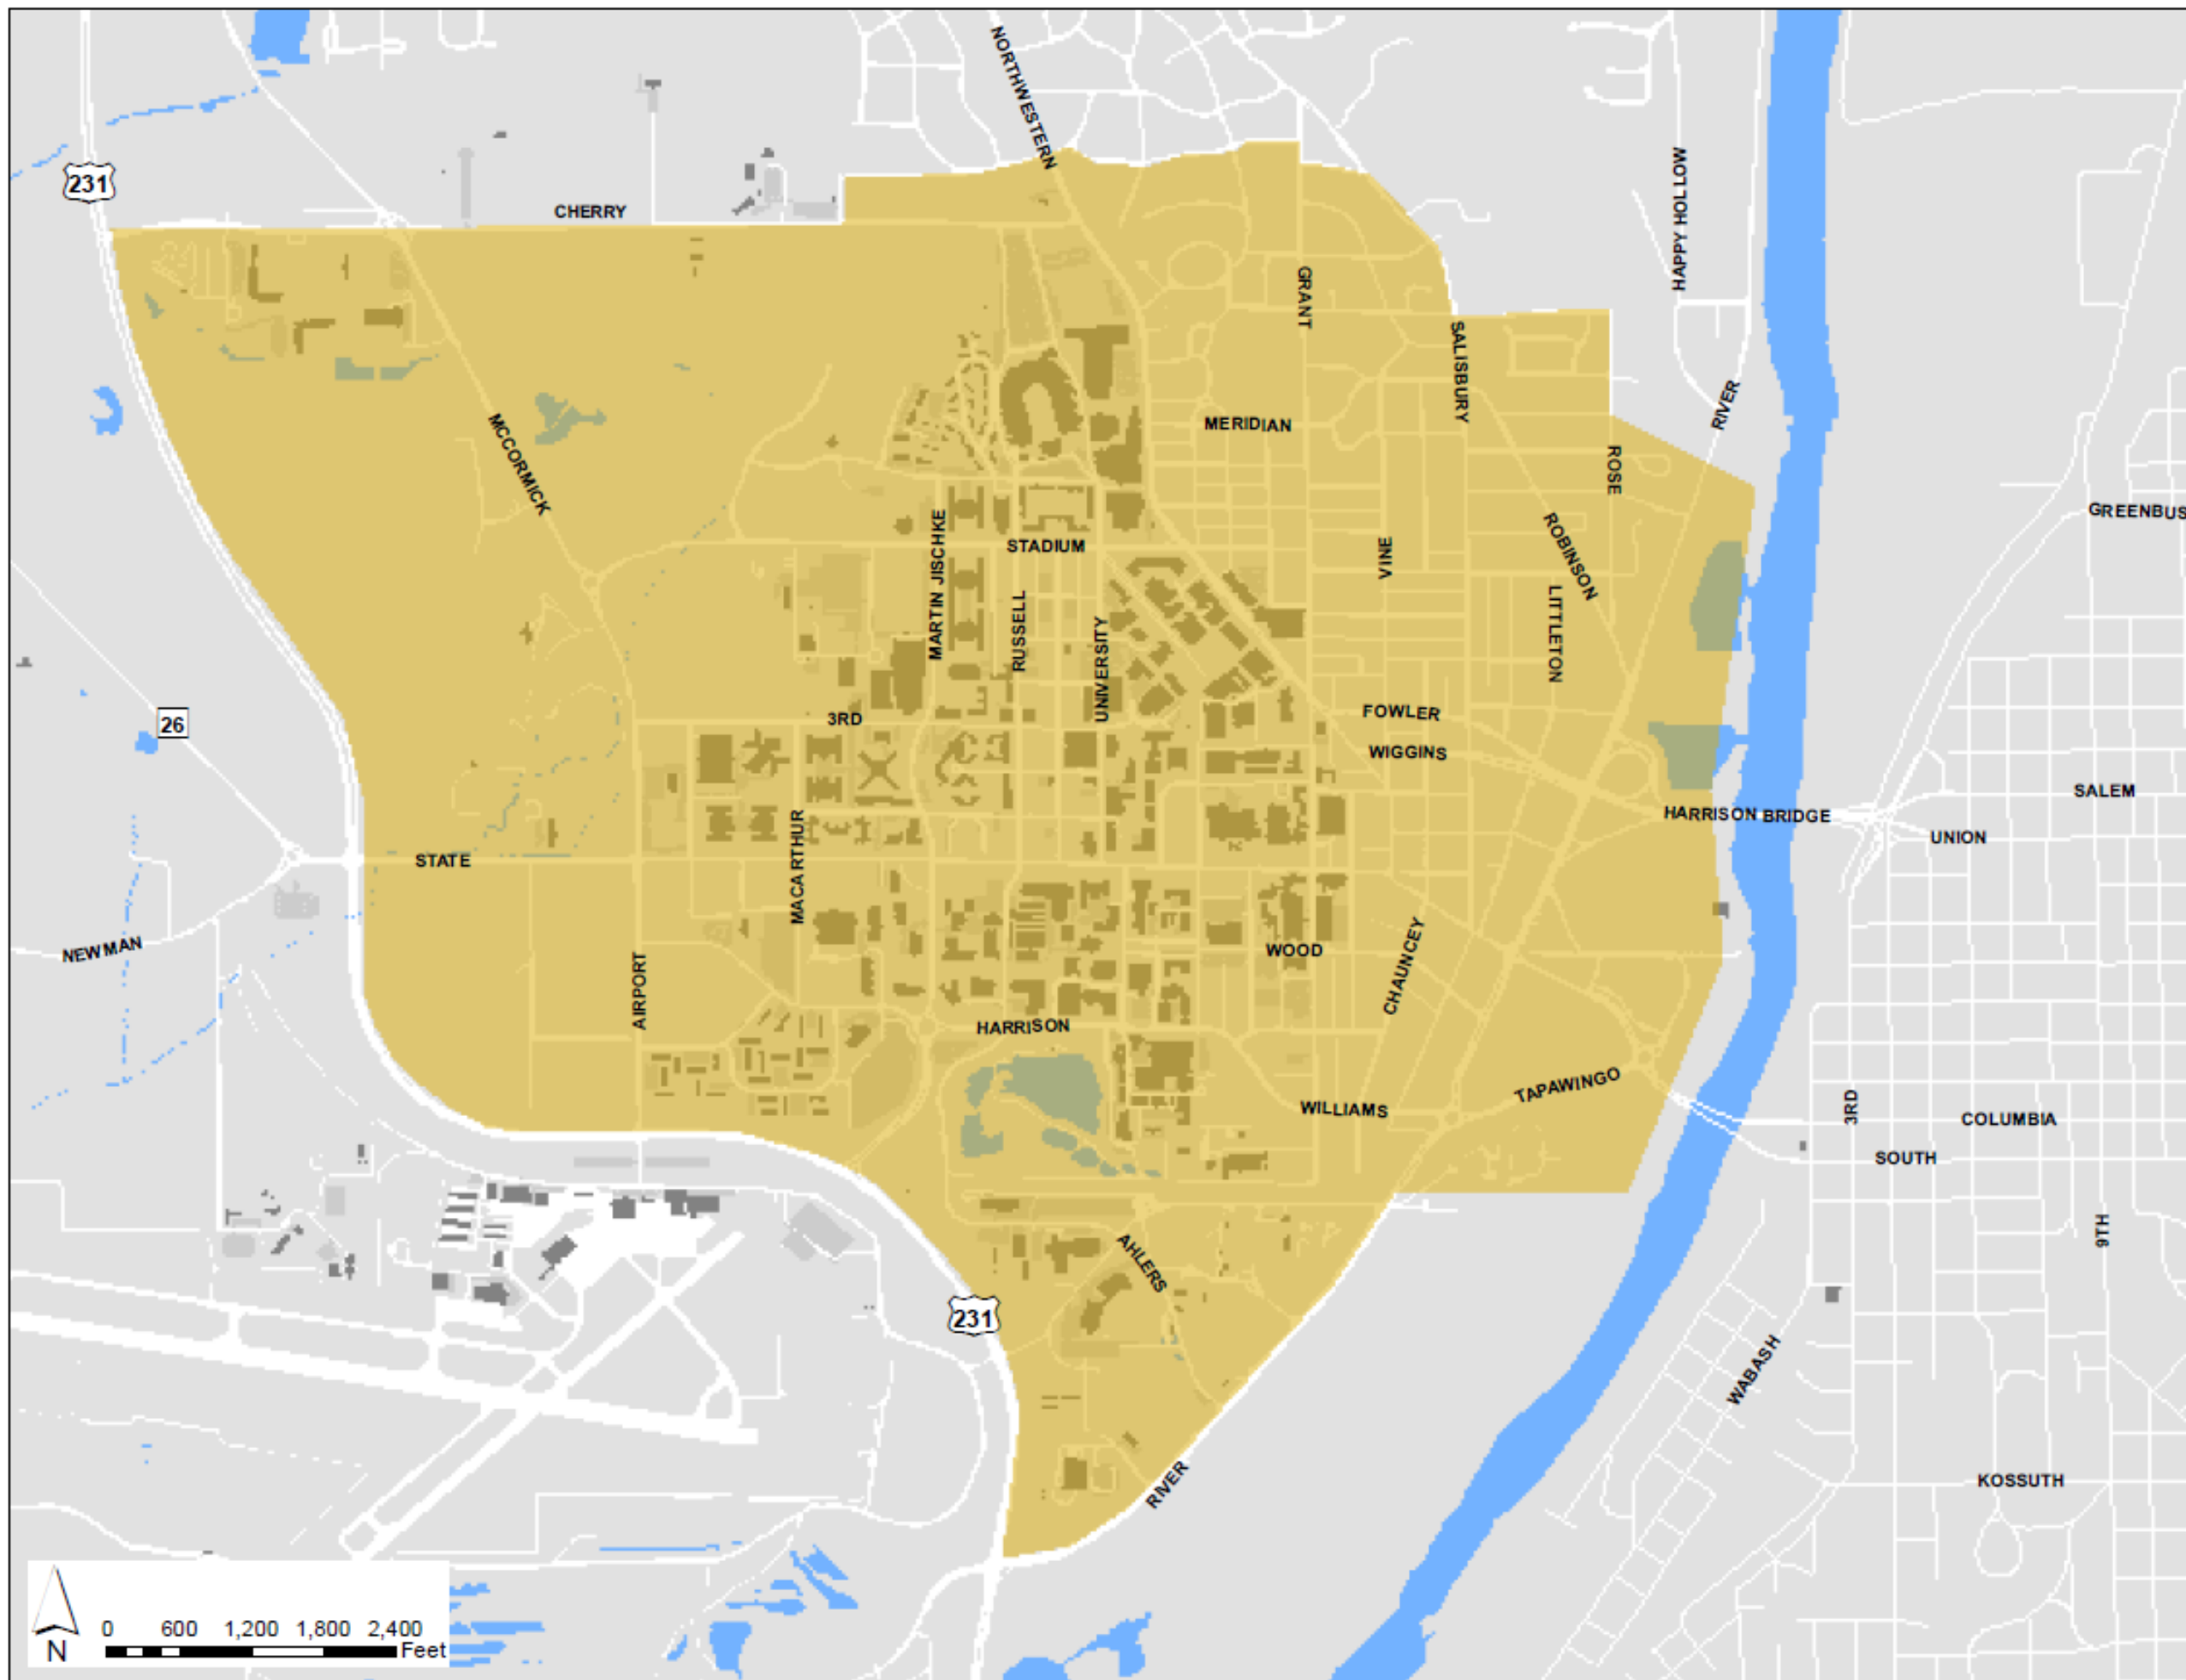 NORTHWESTERN
HAPPY HOLLOW
231
CHERRY
GRANT
SALISBURY
RIVER
MERIDIAN
MCCORMICK
ROSE
GREENBUS
MARTIN JISCHKE
STADIUM
VINE
ROBINSON
RUSSELL
UNIVERSITY
LITTLETON
26
3RD
FOWLER
WIGGINS
SALEM
HARRISON BRIDGE
UNION
MACARTHUR
STATE
NEWMAN
WOOD
CHAUNCEY
AIRPORT
HARRISON
TAPAWINGO
WILLIAMS
3RD
COLUMBIA
SOUTH
9TH
AHLERS
231
WABASH
RIVER
KOSSUTH
0 600 1,200 1,800 2,400
Feet
N